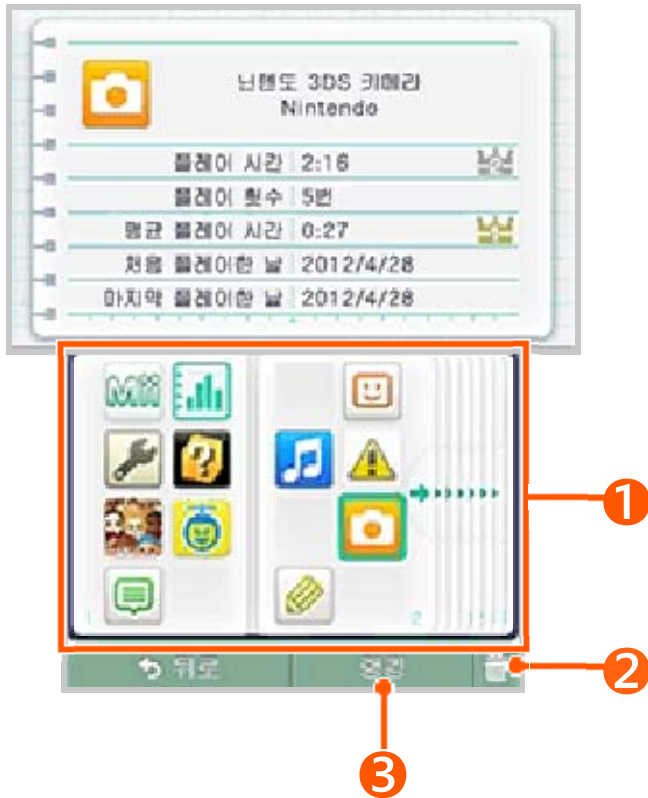 닌텐도 3DS 카메라
Nintendo
플레이 시간 2:16
플레이 횟수 5번
평균 플레이 시간 0:27
처음 플레이한 날 2012/4/28
마지막 플레이한 날 2012/4/28
Mii
?
1
2
1
뒤로
2
3